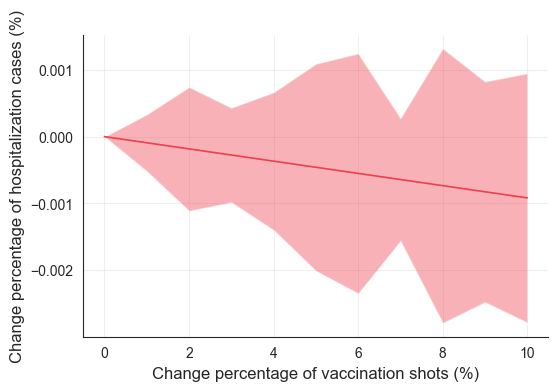 Change percentage of hospitalization cases (%)
0.001
0.000
−0.001
−0.002
0 2 4 6 8 10
Change percentage of vaccination shots (%)